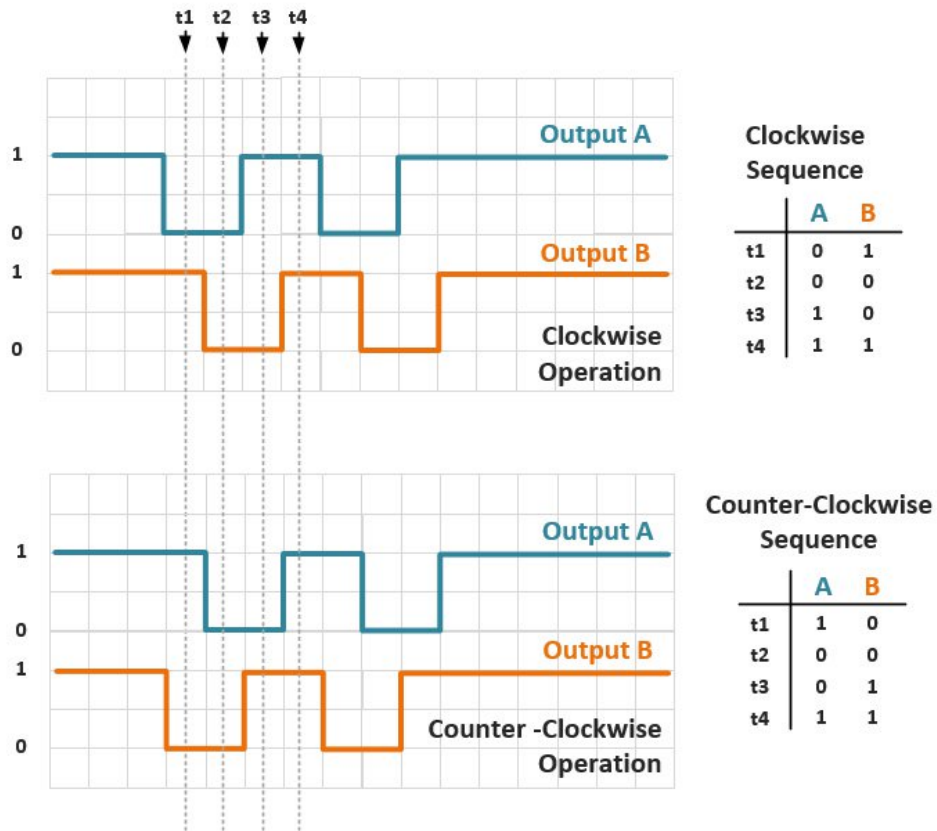 t1 t2 t3 t4
Output A
1
0
Output B
1
0
Clockwise
Operation
Clockwise
Sequence
A B
t1 0 1
t2 0 0
t3 1 0
t4 1 1
Output A
1
0
Output B
1
0
Counter -Clockwise
Operation
Counter-Clockwise
Sequence
A B
t1 1 0
t2 0 0
t3 0 1
t4 1 1